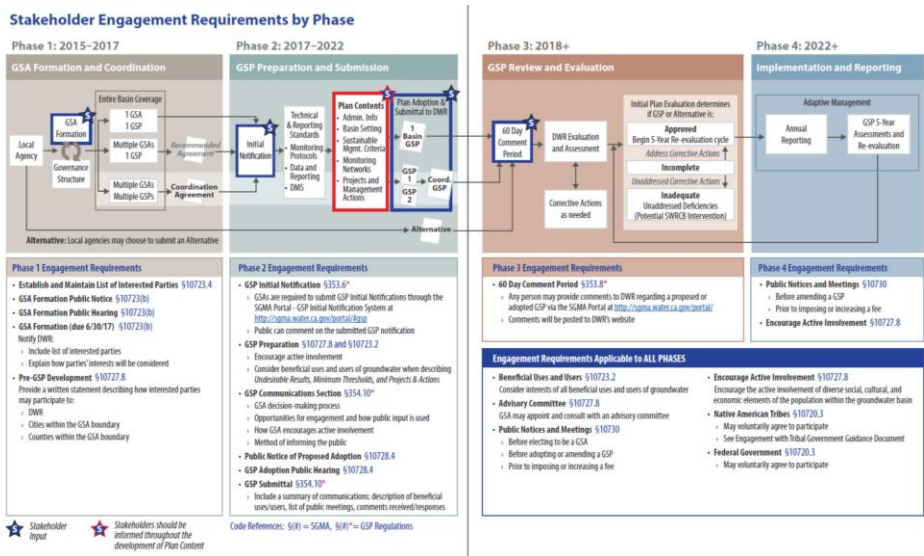 Stakeholder Engagement Requirements by Phase
Phase 1: 2015–2017
GSA Formation and Coordination
Local
Agency
GSA
Formation
S
Governance
Structure
Entire Basin Coverage
1 GSA
1 GSP
Multiple GSAs
1 GSP
Multiple GSAs
Multiple GSPs
Recommended
Agreement
Coordination
Agreement
Alternative: Local agencies may choose to submit an Alternative
Phase 2: 2017–2022
GSP Preparation and Submission
S
Initial
Notification
Technical
& Reporting
Standards
• Monitoring
Protocols
• Data and
Reporting
• DMS
S
Plan Contents
• Admin. Info
• Basin Setting
• Sustainable
Mgmt. Criteria
• Monitoring
Networks
• Projects and
Management
Actions
S
Plan Adoption &
Submittal to DWR
1
Basin
GSP
GSP
1
GSP
2
Coord.
GSP
Alternative
Phase 3: 2018+
GSP Review and Evaluation
S
60 Day
Comment
Period
DWR Evaluation
and Assessment
Corrective Actions
as needed
Initial Plan Evaluation determines
if GSP or Alternative is:
Approved
Begin 5-Year Re-evaluation cycle
Address Corrective Actions
Incomplete
Unaddressed Corrective Actions
Inadequate
Unaddressed Deficiencies
(Potential SWRCB Intervention)
Phase 4: 2022+
Implementation and Reporting
Adaptive Management
Annual
Reporting
GSP 5-Year
Assessments and
Re-evaluation
Phase 1 Engagement Requirements
• Establish and Maintain List of Interested Parties §10723.4
• GSA Formation Public Notice §10723(b)
• GSA Formation Public Hearing §10723(b)
• GSA Formation (due 6/30/17) §10723(b)
Notify DWR:
› Include list of interested parties
› Explain how parties' interests will be considered
• Pre-GSP Development §10727.8
Provide a written statement describing how interested parties
may participate to:
› DWR
› Cities within the GSA boundary
› Counties within the GSA boundary
Phase 2 Engagement Requirements
• GSP Initial Notification §353.6*
› GSAs are required to submit GSP Initial Notifications through the
SGMA Portal - GSP Initial Notification System at
http://sgma.water.ca.gov/portal/#gsp
› Public can comment on the submitted GSP notification
• GSP Preparation §10727.8 and §10723.2
› Encourage active involvement
› Consider beneficial uses and users of groundwater when describing
Undesirable Results, Minimum Thresholds, and Projects & Actions
• GSP Communications Section §354.10*
› GSA decision-making process
› Opportunities for engagement and how public input is used
› How GSA encourages active involvement
› Method of informing the public
• Public Notice of Proposed Adoption §10728.4
• GSP Adoption Public Hearing §10728.4
• GSP Submittal §354.10*
› Include a summary of communications: description of beneficial
uses/users, list of public meetings, comments received/responses
Phase 3 Engagement Requirements
• 60 Day Comment Period §353.8*
› Any person may provide comments to DWR regarding a proposed or
adopted GSP via the SGMA Portal at http://sgma.water.ca.gov/portal/
› Comments will be posted to DWR's website
Phase 4 Engagement Requirements
• Public Notices and Meetings §10730
› Before amending a GSP
› Prior to imposing or increasing a fee
• Encourage Active Involvement §10727.8
Engagement Requirements Applicable to ALL PHASES
• Beneficial Uses and Users §10723.2
Consider interests of all beneficial uses and users of groundwater
• Advisory Committee §10727.8
GSA may appoint and consult with an advisory committee
• Public Notices and Meetings §10730
› Before electing to be a GSA
› Before adopting or amending a GSP
› Prior to imposing or increasing a fee
• Encourage Active Involvement §10727.8
Encourage the active involvement of diverse social, cultural, and
economic elements of the population within the groundwater basin
• Native American Tribes §10720.3
› May voluntarily agree to participate
› See Engagement with Tribal Government Guidance Document
• Federal Government §10720.3
› May voluntarily agree to participate
S
Stakeholder
Input
S
Stakeholders should be
informed throughout the
development of Plan Content
Code References: §(#) = SGMA, §(#)* = GSP Regulations